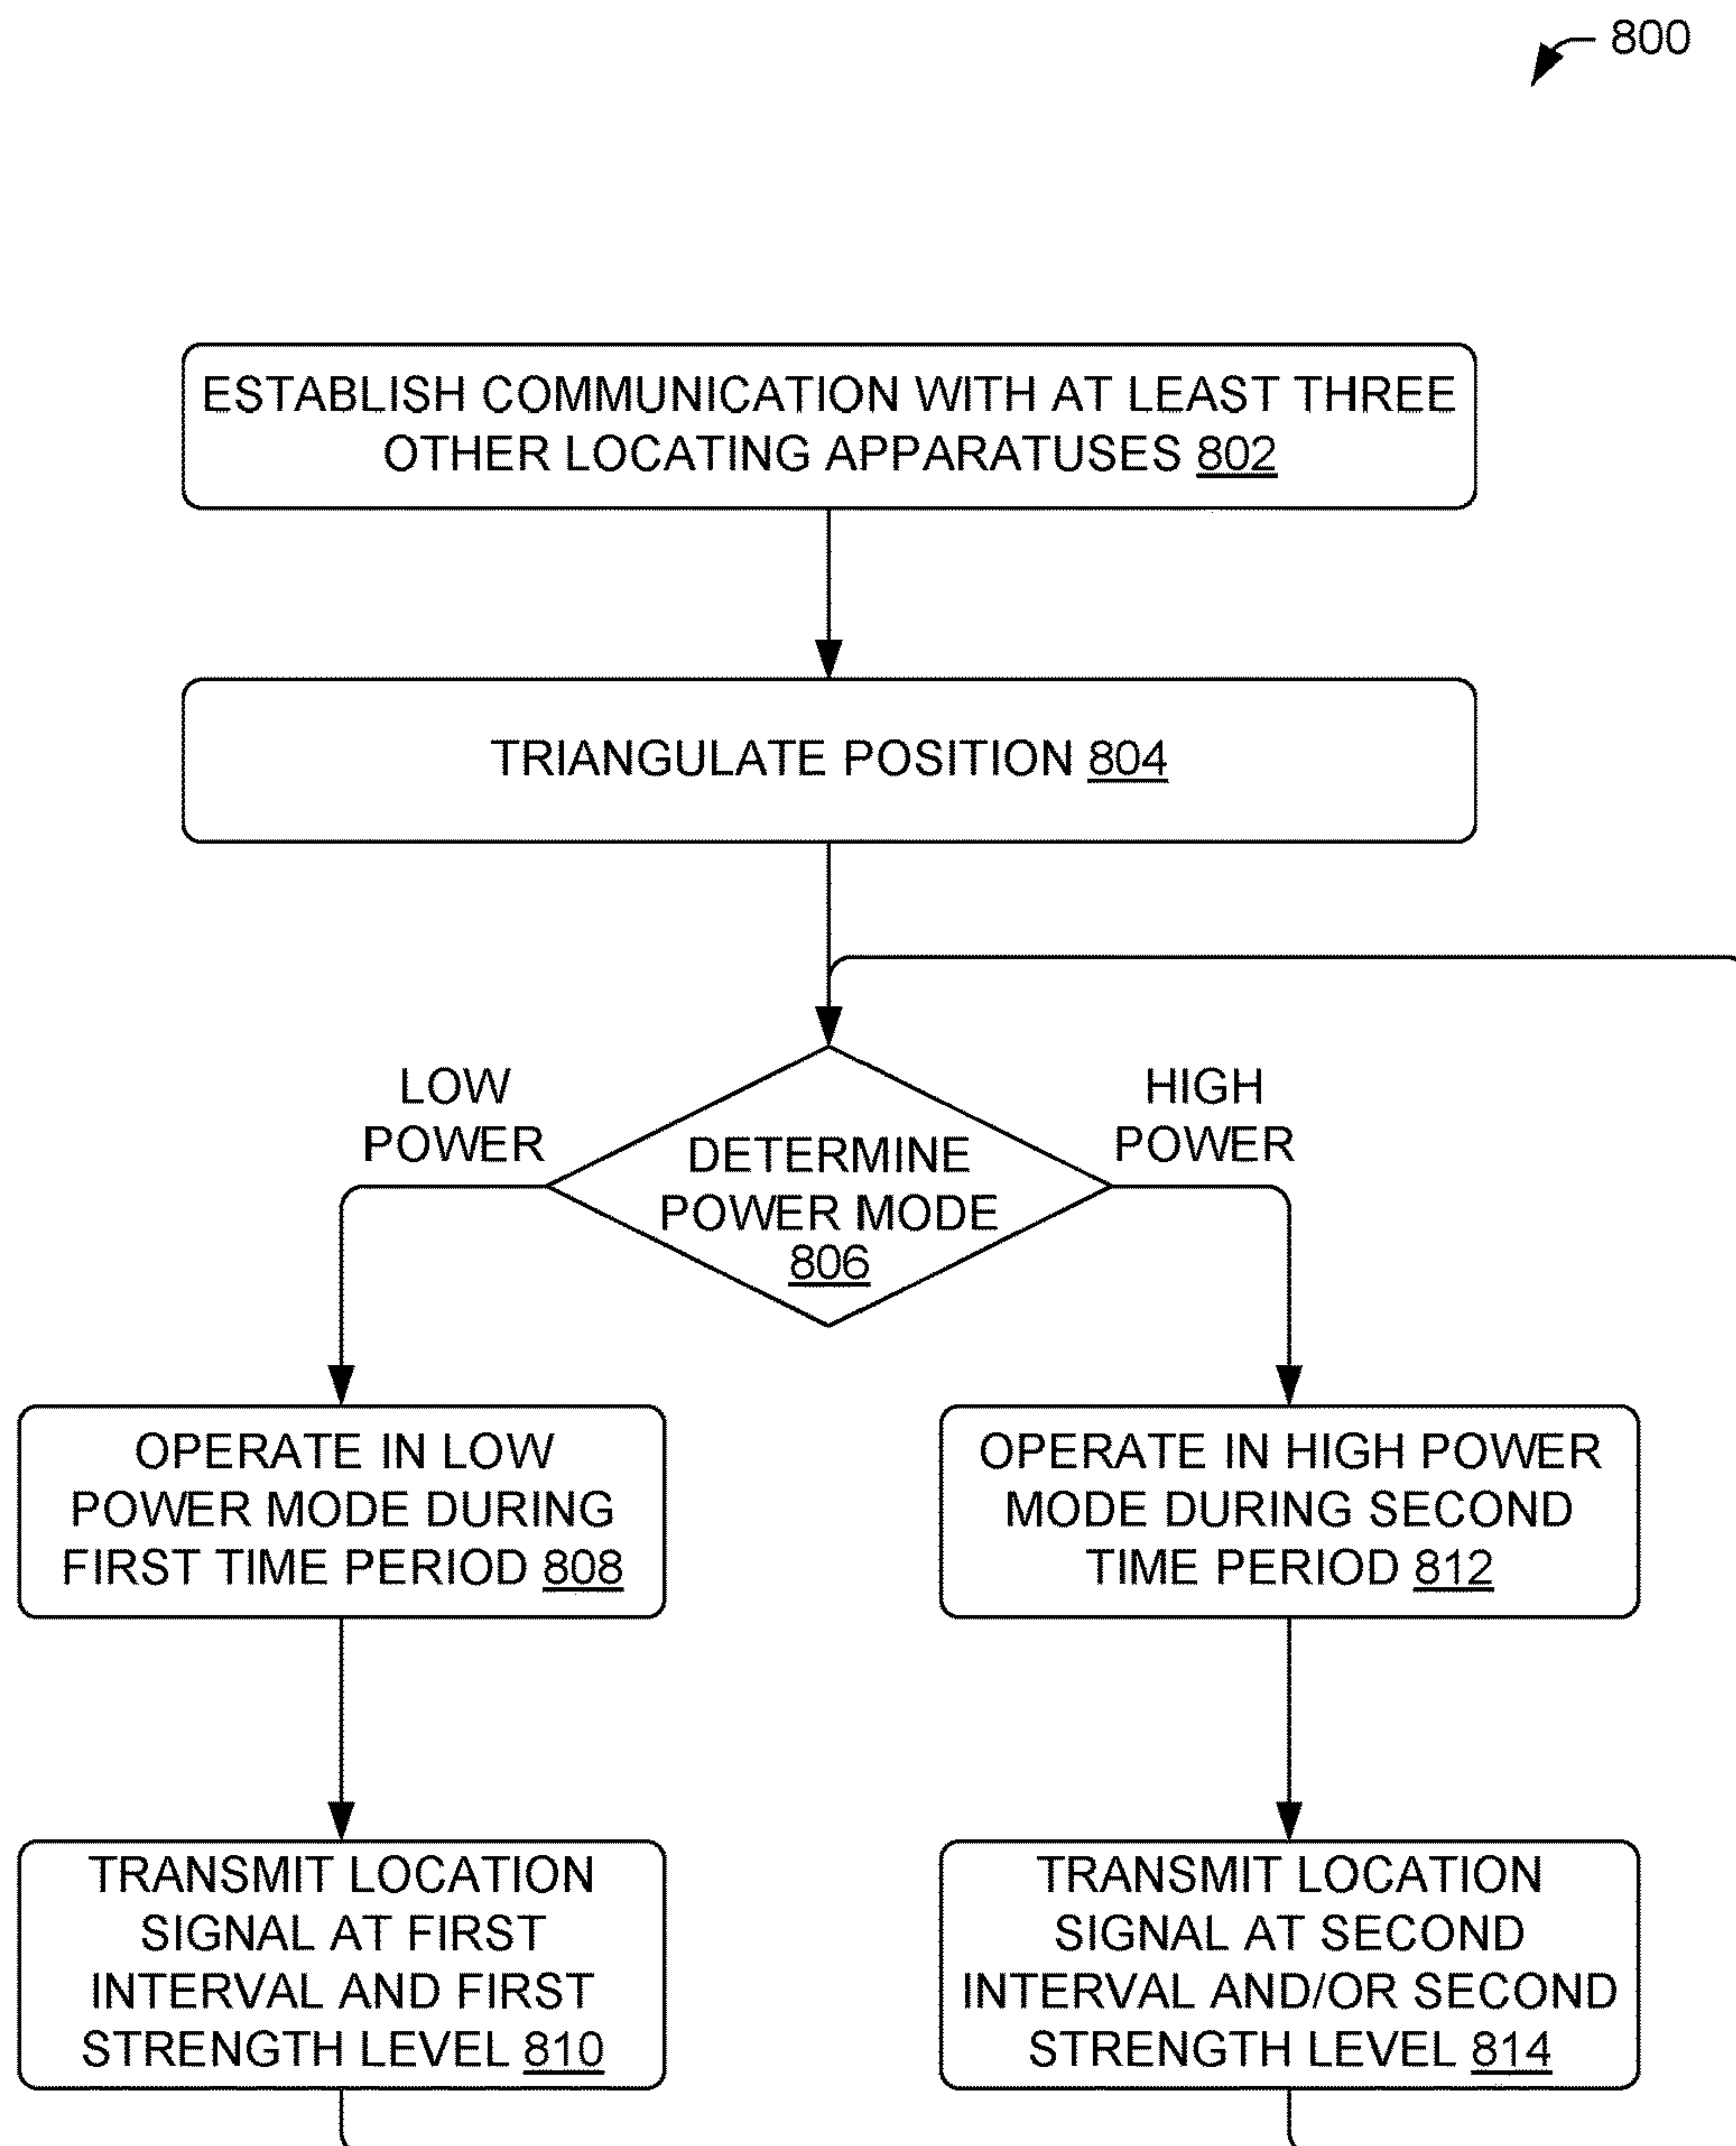 800
ESTABLISH COMMUNICATION WITH AT LEAST THREE
OTHER LOCATING APPARATUSES 802
TRIANGULATE POSITION 804
LOW
POWER
HIGH
POWER
DETERMINE
POWER MODE
806
OPERATE IN LOW
POWER MODE DURING
FIRST TIME PERIOD 808
OPERATE IN HIGH POWER
MODE DURING SECOND
TIME PERIOD 812
TRANSMIT LOCATION
SIGNAL AT FIRST
INTERVAL AND FIRST
STRENGTH LEVEL 810
TRANSMIT LOCATION
SIGNAL AT SECOND
INTERVAL AND/OR SECOND
STRENGTH LEVEL 814